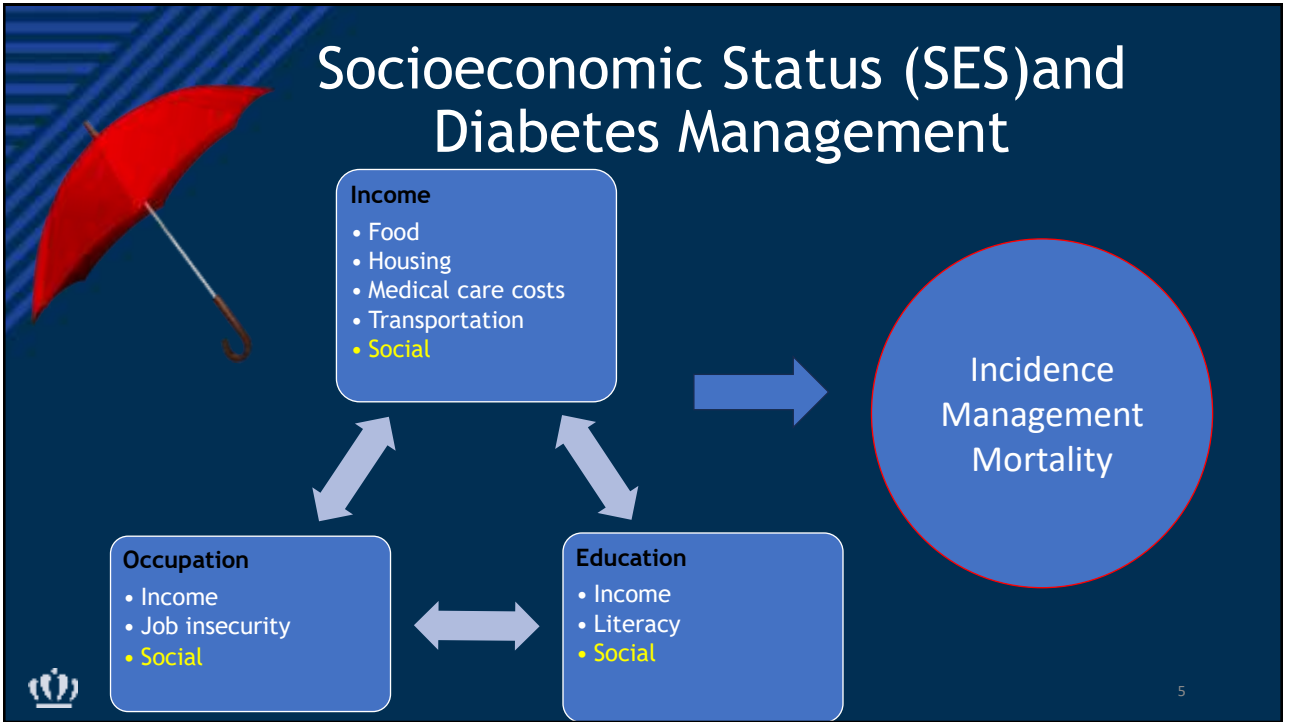 Socioeconomic Status (SES)and
Diabetes Management
Income
• Food
• Housing
• Medical care costs
• Transportation
• Social
Incidence
Management
Mortality
Occupation
• Income
• Job insecurity
• Social
Education
• Income
• Literacy
• Social
5